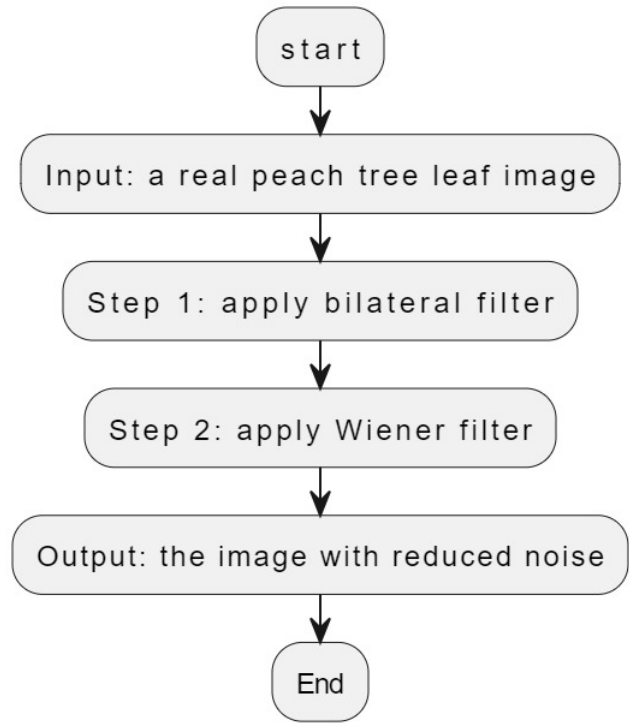 start
Input: a real peach tree leaf image
Step 1: apply bilateral filter
Step 2: apply Wiener filter
Output: the image with reduced noise
End